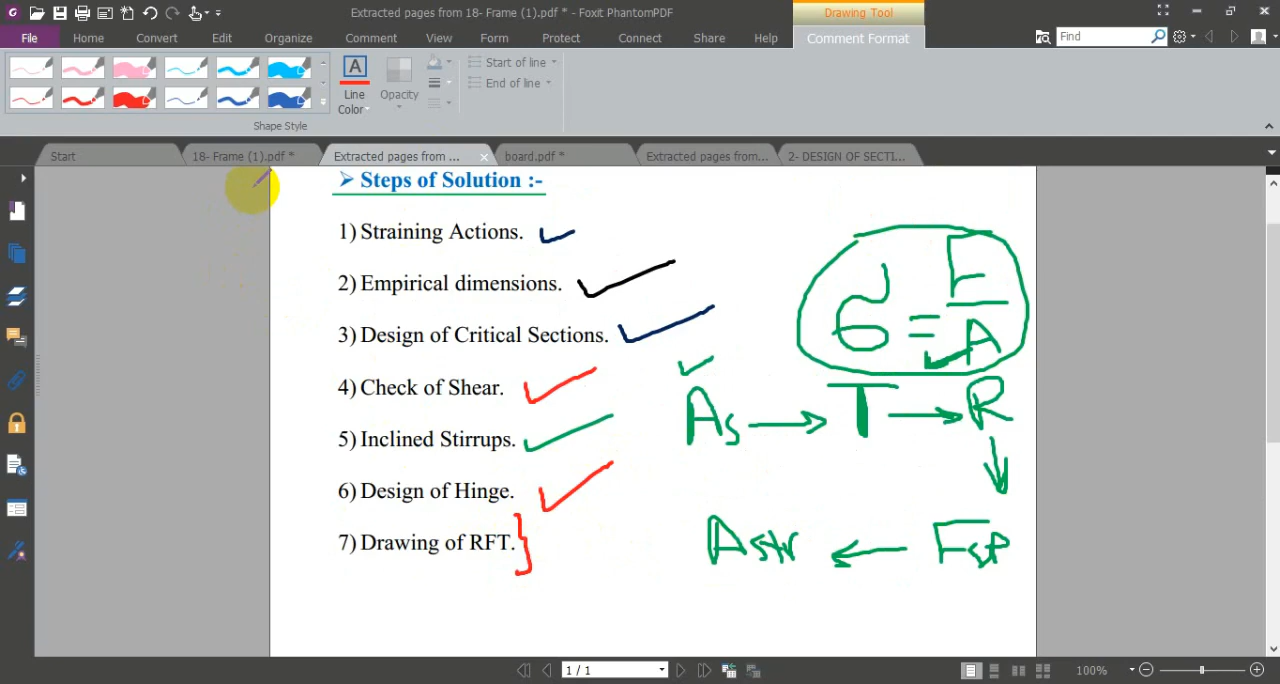 Extracted pages from 18- Frame (1).pdf * - Foxit PhantomPDF
Drawing Tool
File Home Convert Edit Organize Comment View Form Protect Connect Share Help Comment Format
Find
Line Color
Opacity
Start of line
End of line
Shape Style
Start
18- Frame (1).pdf *
Extracted pages from ...
board.pdf *
Extracted pages from...
2- DESIGN OF SECTI...
➢ Steps of Solution :-
1) Straining Actions.
2) Empirical dimensions.
3) Design of Critical Sections.
4) Check of Shear.
5) Inclined Stirrups.
6) Design of Hinge.
7) Drawing of RFT.
σ = F/A
As → T → R
↓
Astr ← Fsp
1 / 1
100%